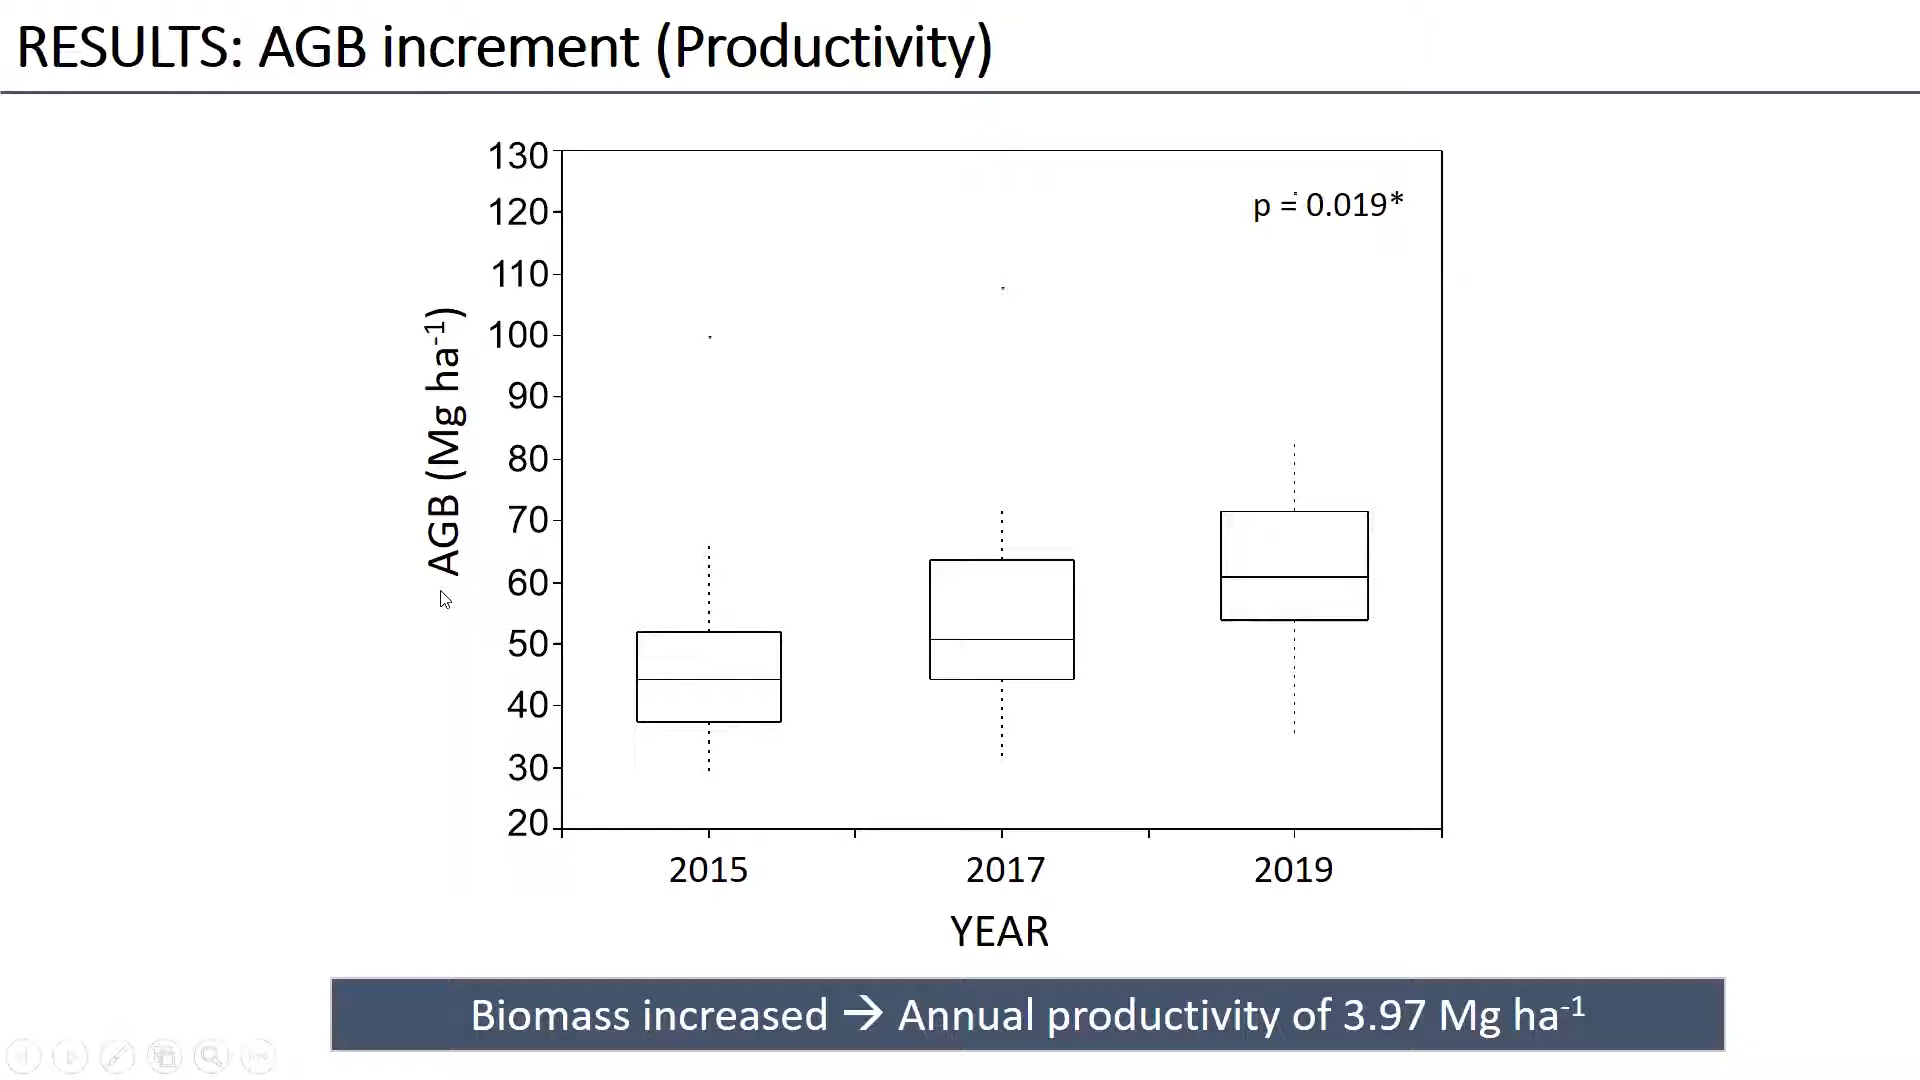 RESULTS: AGB increment (Productivity)
130
120
110
100
90
80
70
60
50
40
30
20
AGB (Mg ha⁻¹)
p = 0.019*
2015 2017 2019
YEAR
Biomass increased → Annual productivity of 3.97 Mg ha⁻¹